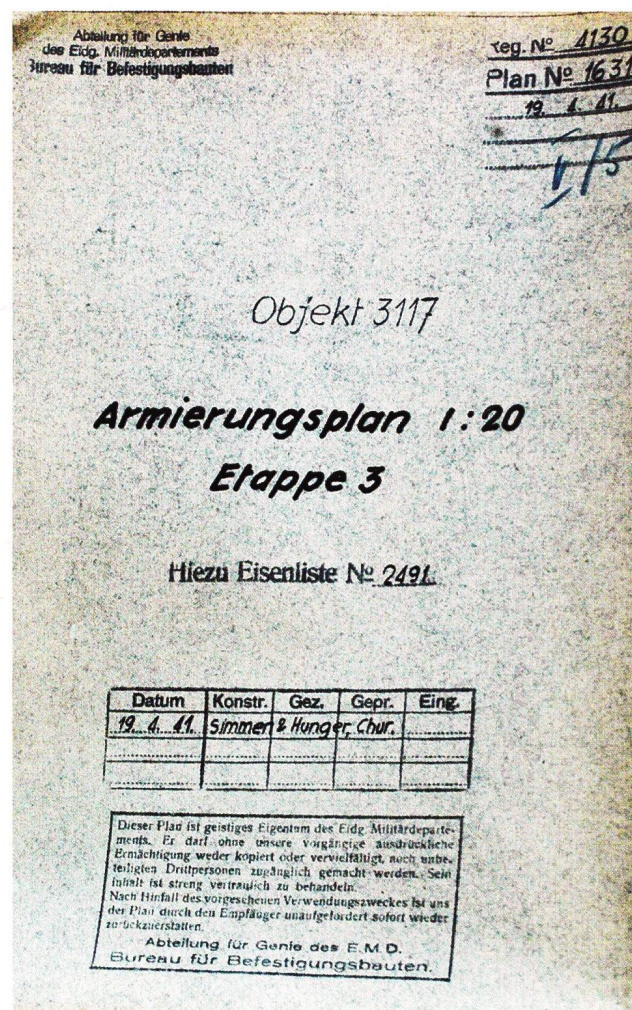 Abteilung für Genie
des Eidg. Militärdepartements
Bureau für Befestigungsbauten
Reg. Nº 4130
Plan Nº 1631
19. 4. 41.
I/5
Objekt 3117
Armierungsplan 1:20
Etappe 3
Hiezu Eisenliste Nº 2491.
Datum Konstr. Gez. Gepr. Eing.
19. 4. 41. Simmen & Hunger, Chur.
Dieser Plan ist geistiges Eigentum des Eidg. Militärdeparte-
ments. Er darf ohne unsere vorgängige ausdrückliche
Ermächtigung weder kopiert oder vervielfältigt, noch unbe-
teiligten Drittpersonen zugänglich gemacht werden. Sein
Inhalt ist streng vertraulich zu behandeln.
Nach Hinfall des vorgesehenen Verwendungszweckes ist uns
der Plan durch den Empfänger unaufgefordert sofort wieder
zurückzuerstatten.
Abteilung für Genie des E.M.D.
Bureau für Befestigungsbauten.